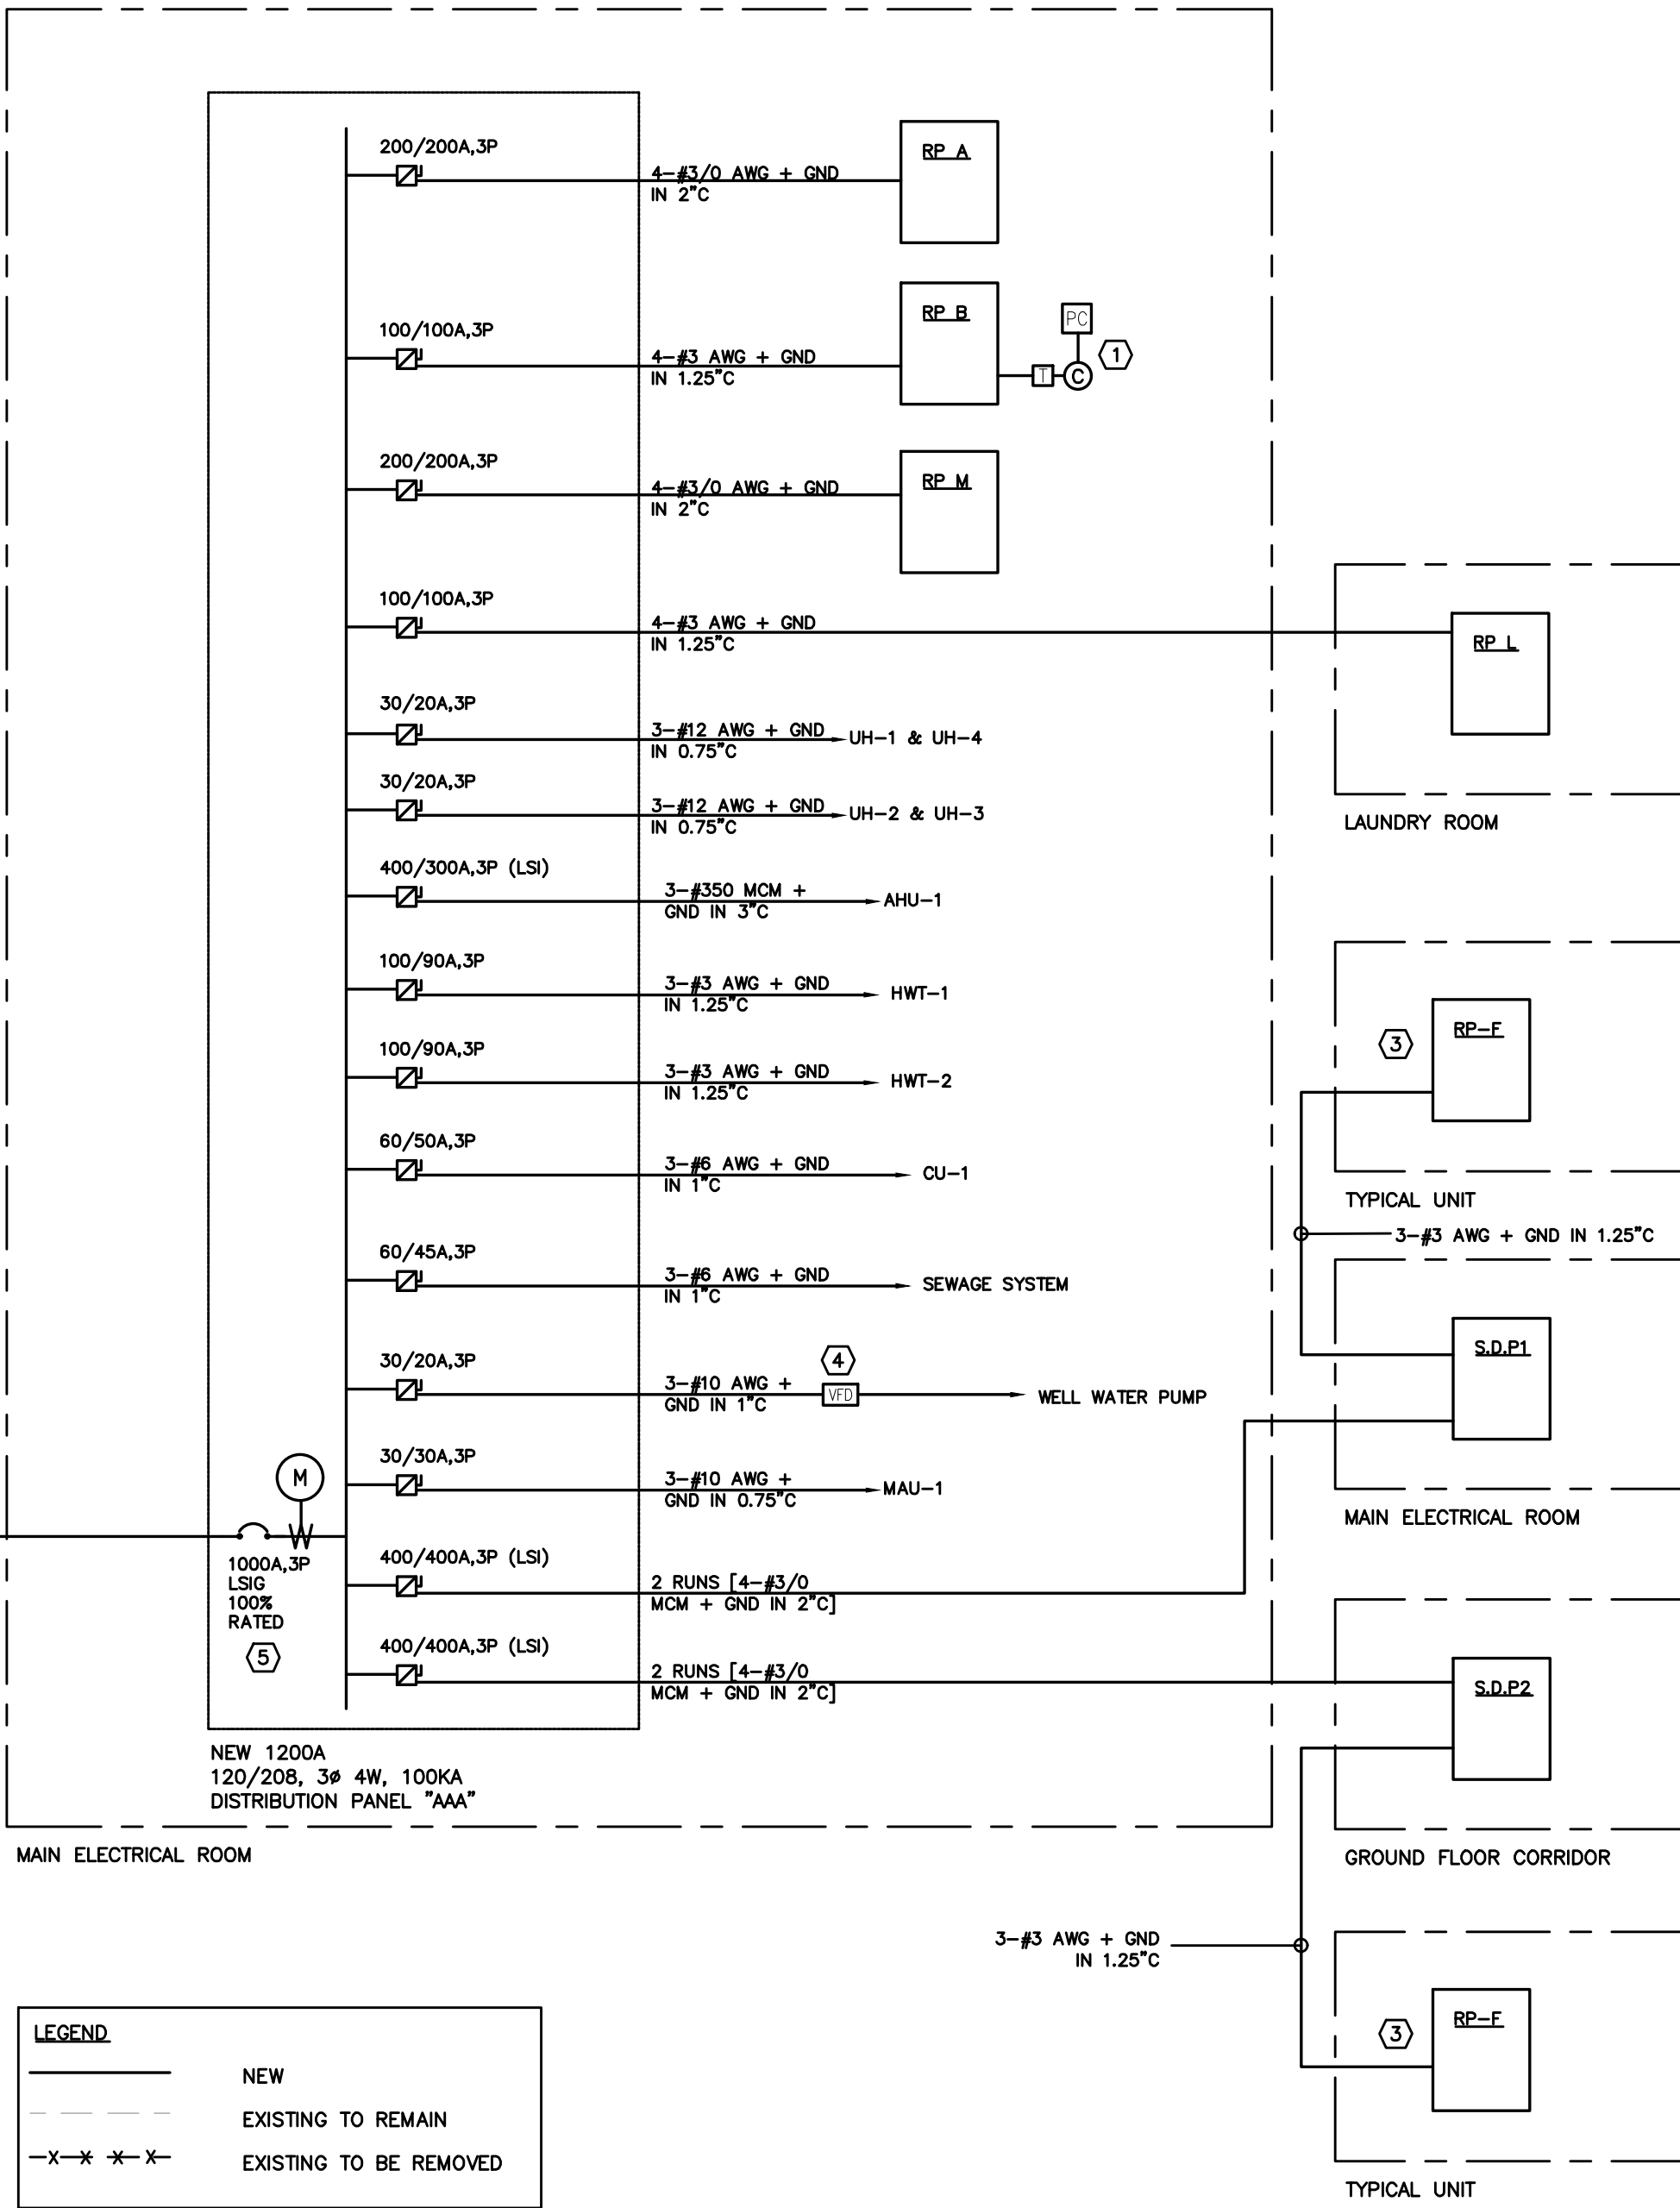 200/200A,3P
4-#3/0 AWG + GND
IN 2"C
RP A
100/100A,3P
4-#3 AWG + GND
IN 1.25"C
RP B
T
C
PC
1
200/200A,3P
4-#3/0 AWG + GND
IN 2"C
RP M
100/100A,3P
4-#3 AWG + GND
IN 1.25"C
RP L
LAUNDRY ROOM
30/20A,3P
3-#12 AWG + GND
IN 0.75"C
UH-1 & UH-4
30/20A,3P
3-#12 AWG + GND
IN 0.75"C
UH-2 & UH-3
400/300A,3P (LSI)
3-#350 MCM +
GND IN 3"C
AHU-1
100/90A,3P
3-#3 AWG + GND
IN 1.25"C
HWT-1
100/90A,3P
3-#3 AWG + GND
IN 1.25"C
HWT-2
3
RP-F
TYPICAL UNIT
60/50A,3P
3-#6 AWG + GND
IN 1"C
CU-1
3-#3 AWG + GND IN 1.25"C
60/45A,3P
3-#6 AWG + GND
IN 1"C
SEWAGE SYSTEM
S.D.P1
MAIN ELECTRICAL ROOM
30/20A,3P
3-#10 AWG +
GND IN 1"C
4
VFD
WELL WATER PUMP
30/30A,3P
3-#10 AWG +
GND IN 0.75"C
MAU-1
M
1000A,3P
LSIG
100%
RATED
5
400/400A,3P (LSI)
2 RUNS [4-#3/0
MCM + GND IN 2"C]
400/400A,3P (LSI)
2 RUNS [4-#3/0
MCM + GND IN 2"C]
S.D.P2
GROUND FLOOR CORRIDOR
NEW 1200A
120/208, 3ø 4W, 100KA
DISTRIBUTION PANEL "AAA"
MAIN ELECTRICAL ROOM
3-#3 AWG + GND
IN 1.25"C
3
RP-F
TYPICAL UNIT
LEGEND
NEW
EXISTING TO REMAIN
EXISTING TO BE REMOVED